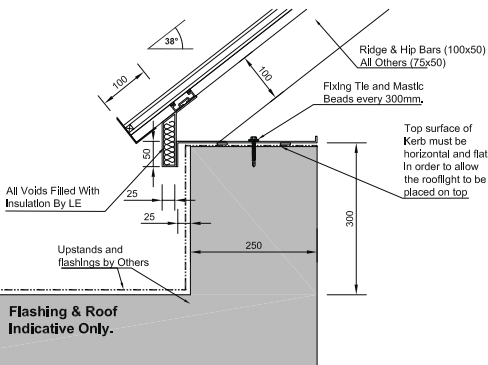 38°
100
100
Ridge & Hip Bars (100x50)
All Others (75x50)
Fixing Tie and Mastic
Beads every 300mm.
Top surface of
Kerb must be
horizontal and flat
In order to allow
the rooflight to be
placed on top
50
All Voids Filled With
Insulation By LE
25
25
250
300
Upstands and
flashings by Others
Flashing & Roof
Indicative Only.